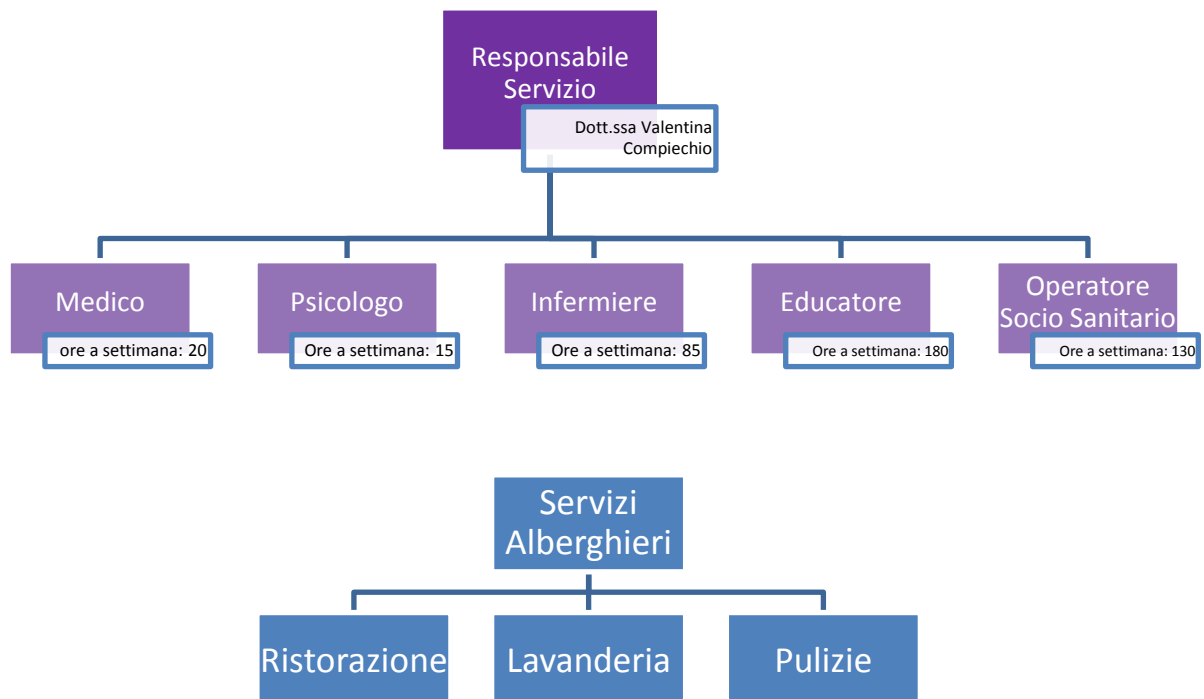 Responsabile
Servizio
Dott.ssa Valentina
Compiechio
Medico
ore a settimana: 20
Psicologo
Ore a settimana: 15
Infermiere
Ore a settimana: 85
Educatore
Ore a settimana: 180
Operatore
Socio Sanitario
Ore a settimana: 130
Servizi
Alberghieri
Ristorazione
Lavanderia
Pulizie